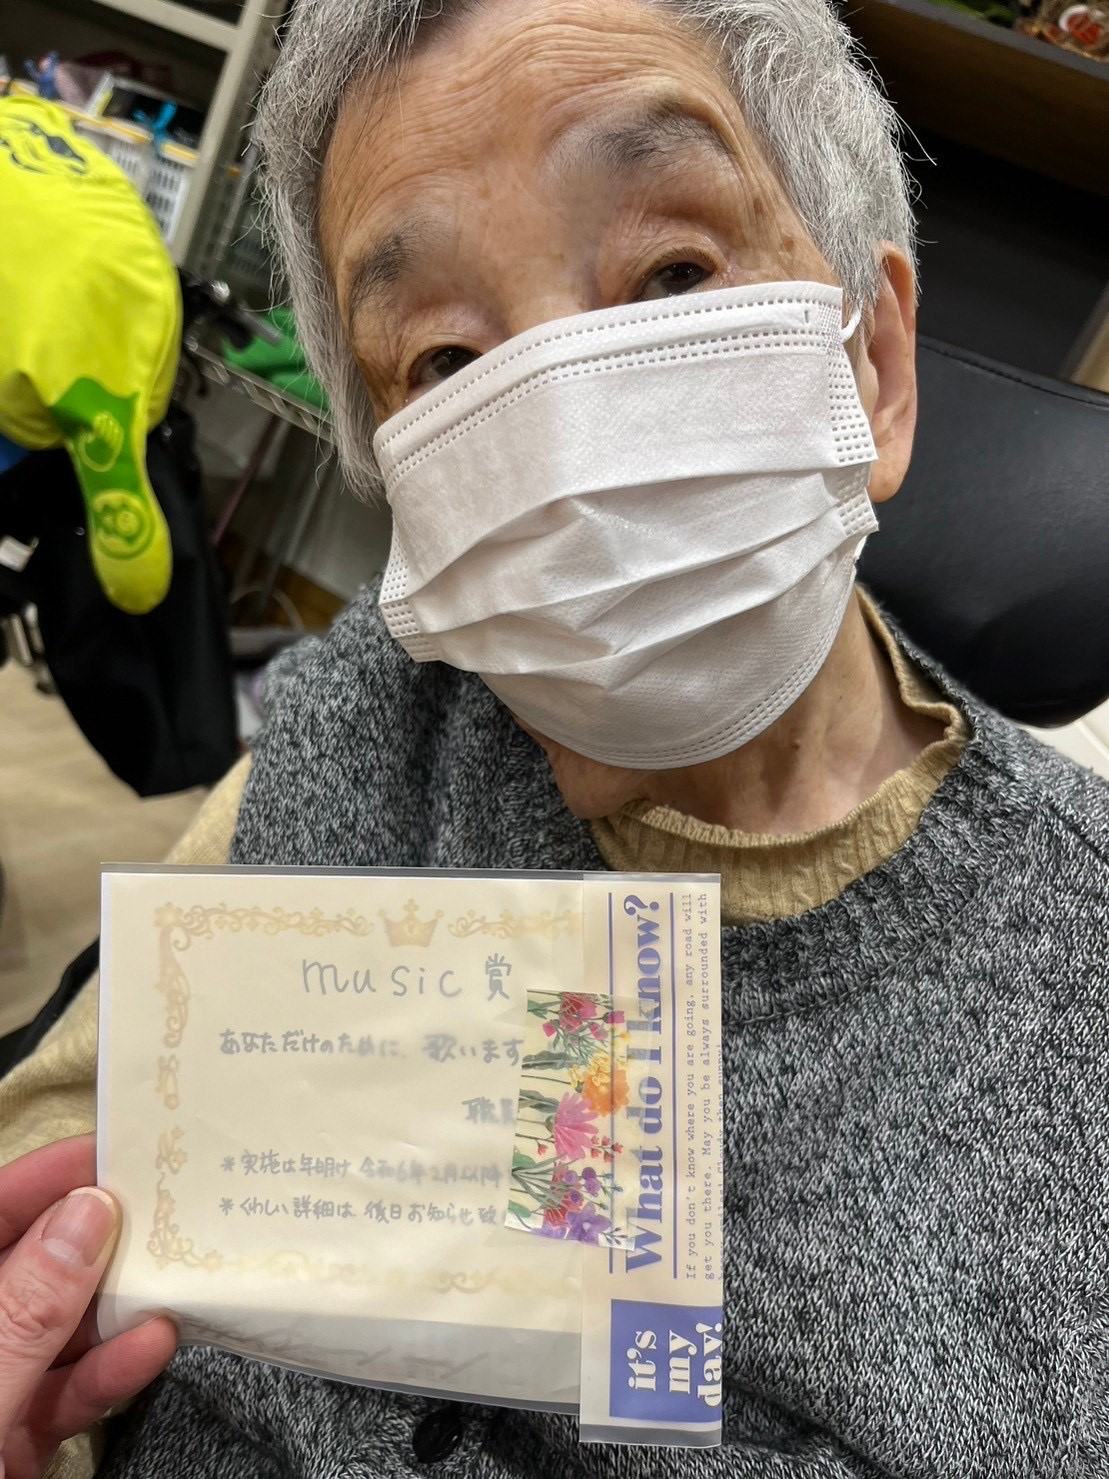 music賞
あなただけのために 歌います
職員
＊実施は年明け 令和6年2月以降
＊くわしい詳細は、後日お知らせ致
What do I know?
If you don't know where you are going, any road will
get you there. May you be always surrounded with
it's
my
day!